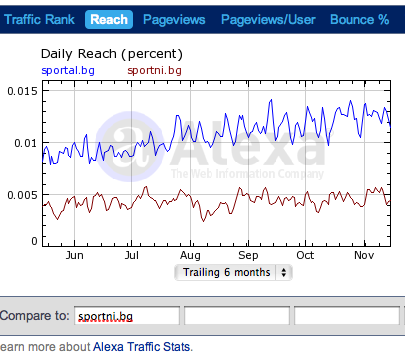 Traffic Rank Reach Pageviews Pageviews/User Bounce %
Daily Reach (percent)
sportal.bg sportni.bg
0.015
0.01
0.005
0
Alexa
The Web Information Company
Jun Jul Aug Sep Oct Nov
Trailing 6 months
Compare to: sportni.bg
earn more about Alexa Traffic Stats.